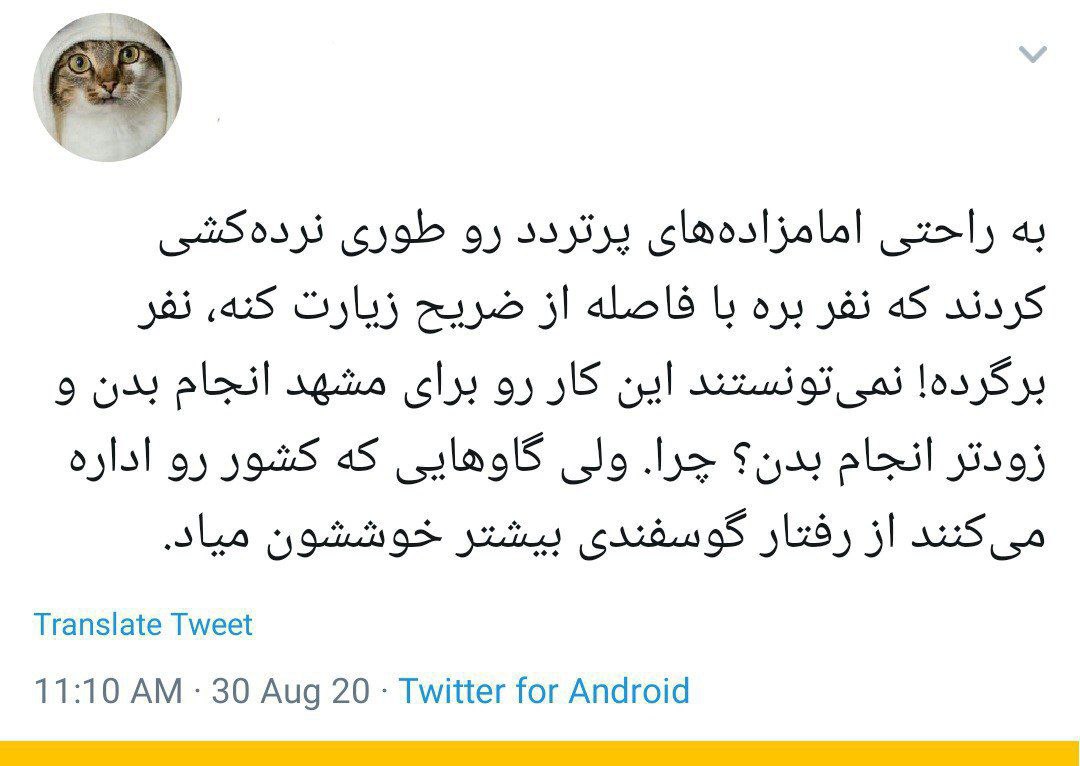 به راحتی امامزاده‌های پرتردد رو طوری نرده‌کشی
کردند که نفر بره با فاصله از ضریح زیارت کنه، نفر
برگرده! نمی‌تونستند این کار رو برای مشهد انجام بدن و
زودتر انجام بدن؟ چرا. ولی گاوهایی که کشور رو اداره
می‌کنند از رفتار گوسفندی بیشتر خوششون میاد.
Translate Tweet
11:10 AM · 30 Aug 20 · Twitter for Android